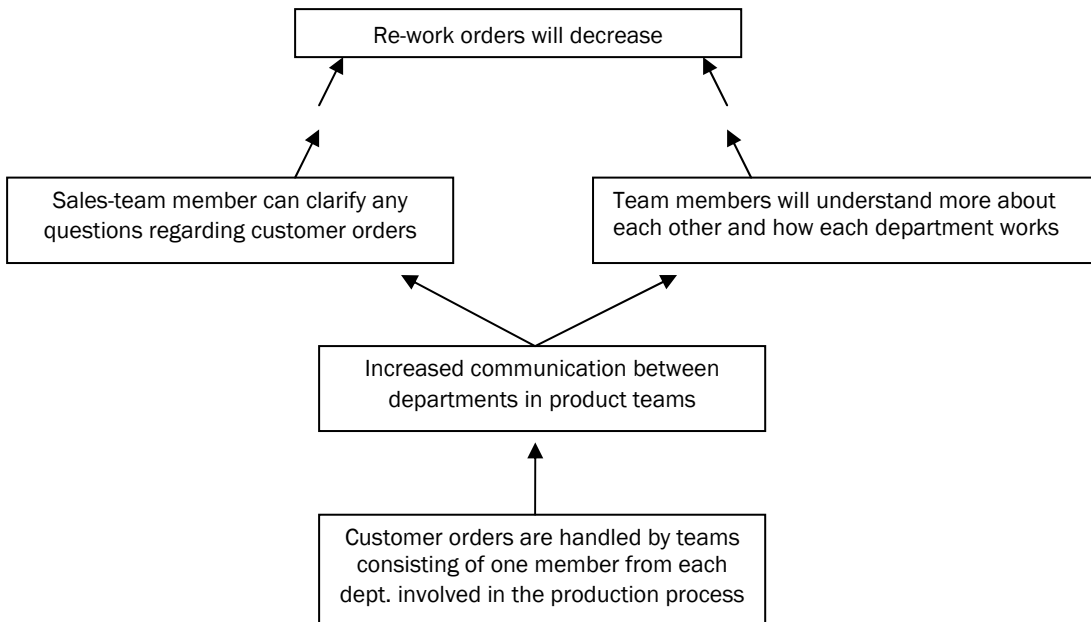 Re-work orders will decrease
Sales-team member can clarify any
questions regarding customer orders
Team members will understand more about
each other and how each department works
Increased communication between
departments in product teams
Customer orders are handled by teams
consisting of one member from each
dept. involved in the production process